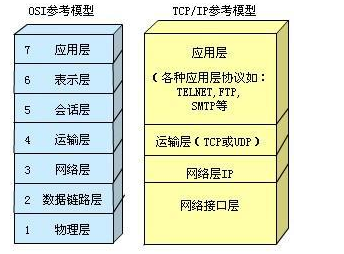 OSI参考模型
7 应用层
6 表示层
5 会话层
4 运输层
3 网络层
2 数据链路层
1 物理层
TCP/IP参考模型
应用层
(各种应用层协议如:
TELNET,FTP,
SMTP等
运输层(TCP或UDP)
网络层IP
网络接口层